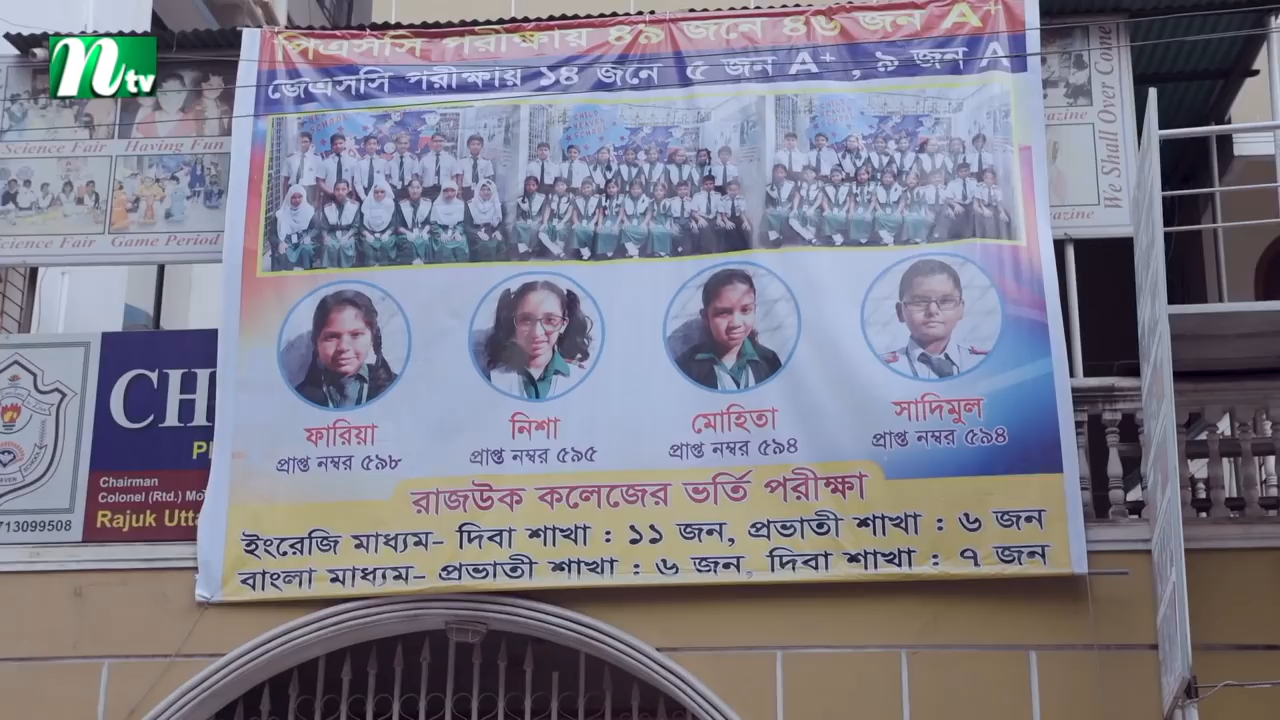 ntv
পিএসসি পরীক্ষায় ৪৯ জনে ৪৬ জন A+
জেএসসি পরীক্ষায় ১৪ জনে ৫ জন A+ , ৯ জন A
Science Fair Having Fun
Science Fair Game Period
We Shall Over Come
ফারিয়া
প্রাপ্ত নম্বর ৫৯৮
নিশা
প্রাপ্ত নম্বর ৫৯৫
মোহিতা
প্রাপ্ত নম্বর ৫৯৪
সাদিমুল
প্রাপ্ত নম্বর ৫৯৪
CH
Chairman
Colonel (Rtd.)
Rajuk
713099508
রাজউক কলেজের ভর্তি পরীক্ষা
ইংরেজি মাধ্যম- দিবা শাখা : ১১ জন, প্রভাতী শাখা : ৬ জন
বাংলা মাধ্যম- প্রভাতী শাখা : ৬ জন, দিবা শাখা : ৭ জন